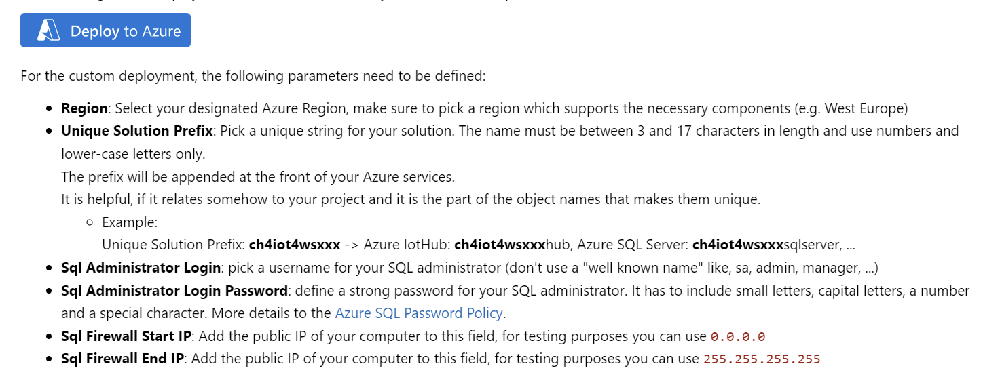 Deploy to Azure
For the custom deployment, the following parameters need to be defined:
• Region: Select your designated Azure Region, make sure to pick a region which supports the necessary components (e.g. West Europe)
• Unique Solution Prefix: Pick a unique string for your solution. The name must be between 3 and 17 characters in length and use numbers and
lower-case letters only.
The prefix will be appended at the front of your Azure services.
It is helpful, if it relates somehow to your project and it is the part of the object names that makes them unique.
○ Example:
Unique Solution Prefix: ch4iot4wsxxx -> Azure IotHub: ch4iot4wsxxxhub, Azure SQL Server: ch4iot4wsxxxsqlserver, ...
• Sql Administrator Login: pick a username for your SQL administrator (don't use a "well known name" like, sa, admin, manager, ...)
• Sql Administrator Login Password: define a strong password for your SQL administrator. It has to include small letters, capital letters, a number
and a special character. More details to the Azure SQL Password Policy.
• Sql Firewall Start IP: Add the public IP of your computer to this field, for testing purposes you can use 0.0.0.0
• Sql Firewall End IP: Add the public IP of your computer to this field, for testing purposes you can use 255.255.255.255